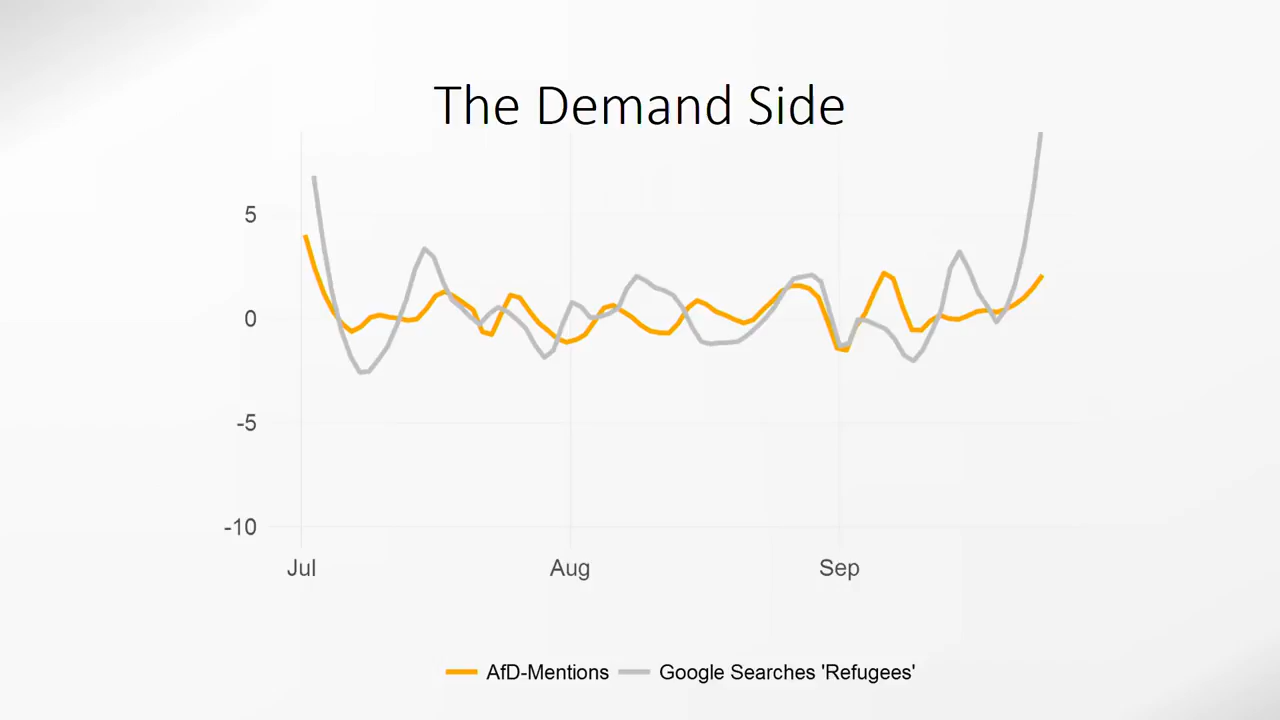 The Demand Side
5
0
-5
-10
Jul Aug Sep
AfD-Mentions Google Searches 'Refugees'